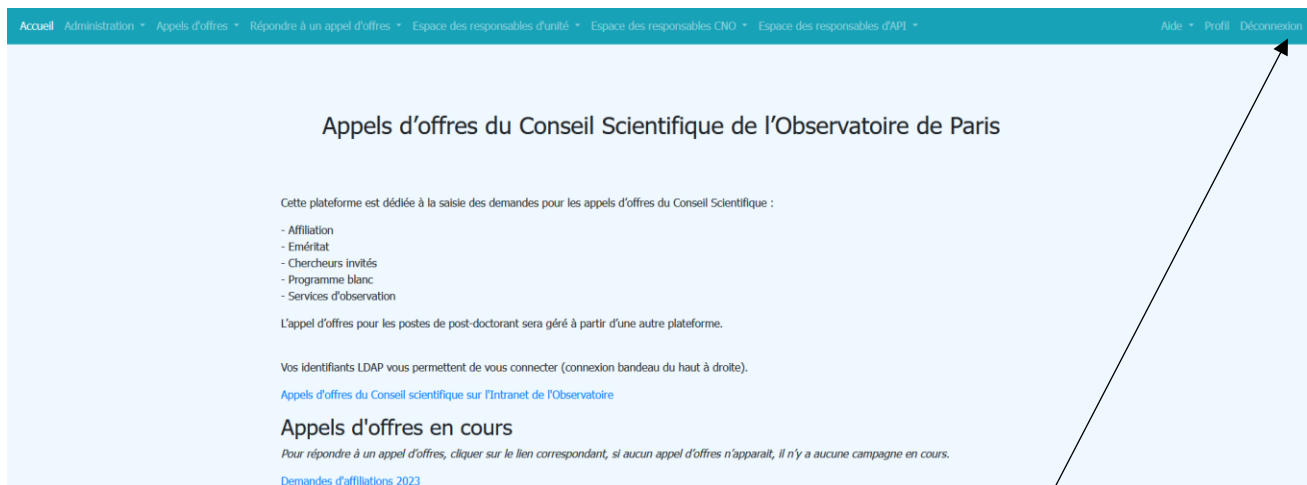 Accueil Administration Appels d'offres Répondre à un appel d'offres Espace des responsables d'unité Espace des responsables CNO Espace des responsables d'API Aide Profil Déconnexion
Appels d’offres du Conseil Scientifique de l’Observatoire de Paris
Cette plateforme est dédiée à la saisie des demandes pour les appels d’offres du Conseil Scientifique :
- Affiliation
- Eméritat
- Chercheurs invités
- Programme blanc
- Services d'observation
L’appel d’offres pour les postes de post-doctorant sera géré à partir d’une autre plateforme.
Vos identifiants LDAP vous permettent de vous connecter (connexion bandeau du haut à droite).
Appels d'offres du Conseil scientifique sur l'Intranet de l'Observatoire
Appels d'offres en cours
Pour répondre à un appel d’offres, cliquer sur le lien correspondant, si aucun appel d’offres n’apparait, il n’y a aucune campagne en cours.
Demandes d'affiliations 2023